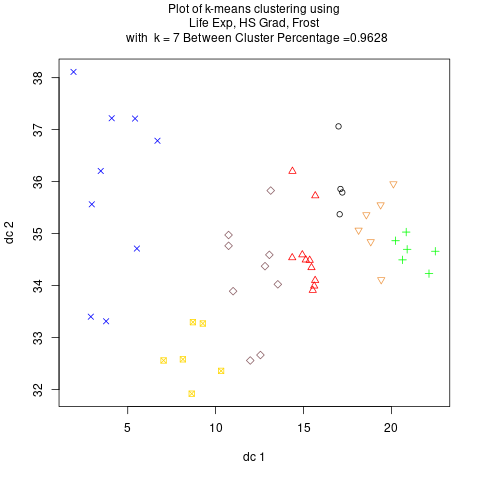 Plot of k-means clustering using
Life Exp, HS Grad, Frost
with k = 7 Between Cluster Percentage =0.9628
38
37
36
35
34
33
32
dc 2
5 10 15 20
dc 1